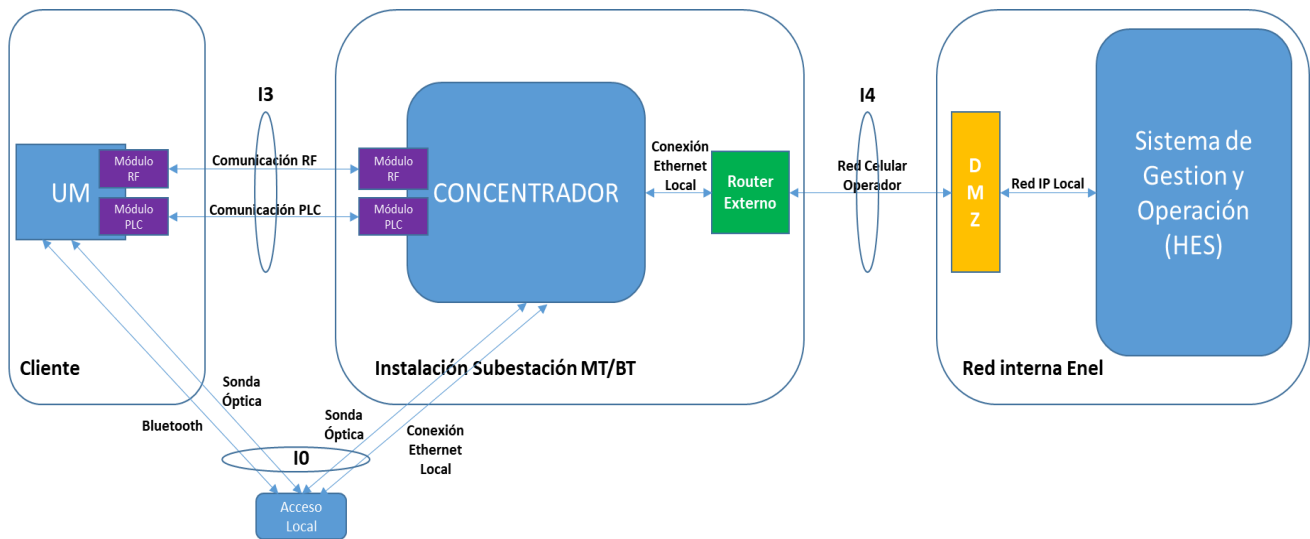 I3
I4
UM
Módulo
RF
Módulo
PLC
Comunicación RF
Comunicación PLC
Módulo
RF
Módulo
PLC
CONCENTRADOR
Conexión
Ethernet
Local
Router
Externo
Red Celular
Operador
D
M
Z
Red IP Local
Sistema de
Gestion y
Operación
(HES)
Cliente
Instalación Subestación MT/BT
Red interna Enel
Sonda
Óptica
Bluetooth
Sonda
Óptica
Conexión
Ethernet
Local
I0
Acceso
Local